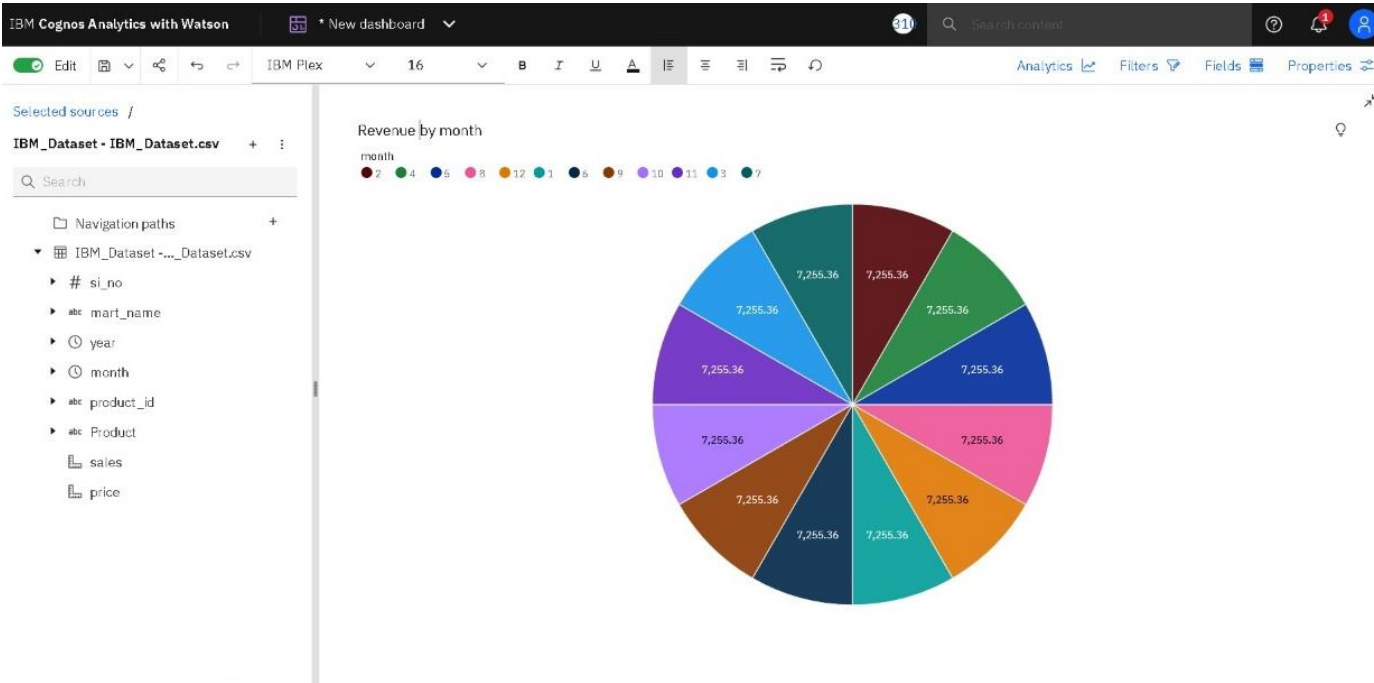 IBM Cognos Analytics with Watson
* New dashboard
310
Search content
1
Edit
IBM Plex
16
B I U A
Analytics
Filters
Fields
Properties
Selected sources /
IBM_Dataset - IBM_Dataset.csv + ⋮
Search
Navigation paths +
IBM_Dataset -..._Dataset.csv
# si_no
abc mart_name
year
month
abc product_id
abc Product
sales
price
Revenue by month
month
2 4 5 8 12 1 6 9 10 11 3 7
7,255.36 7,255.36
7,255.36 7,255.36
7,255.36 7,255.36
7,255.36 7,255.36
7,255.36 7,255.36
7,255.36 7,255.36